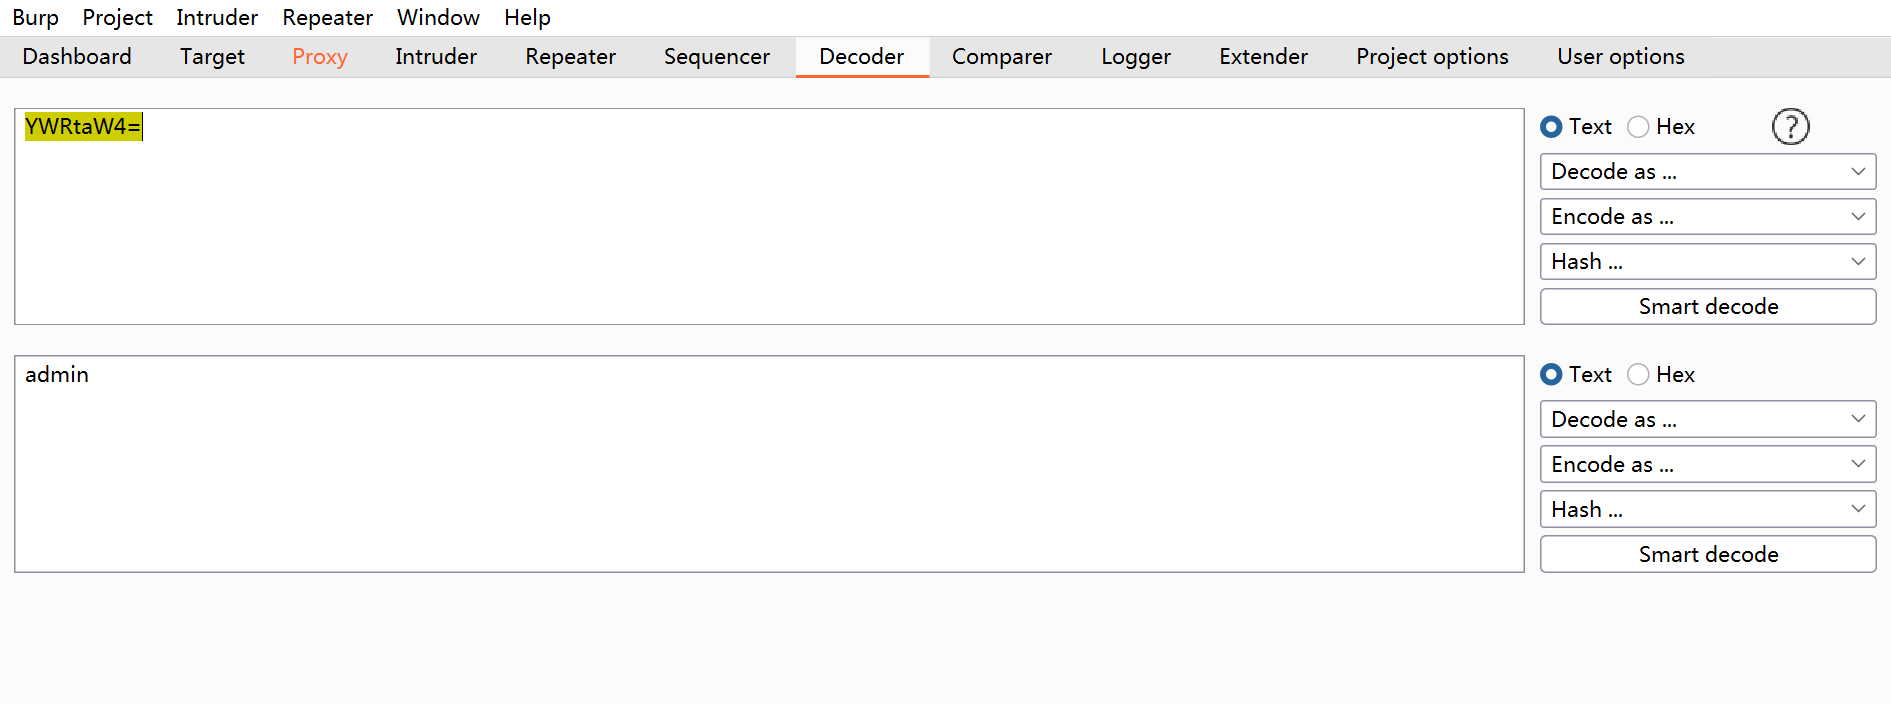 Burp Project Intruder Repeater Window Help
Dashboard Target Proxy Intruder Repeater Sequencer Decoder Comparer Logger Extender Project options User options
YWRtaW4=
Text Hex ?
Decode as ...
Encode as ...
Hash ...
Smart decode
admin
Text Hex
Decode as ...
Encode as ...
Hash ...
Smart decode